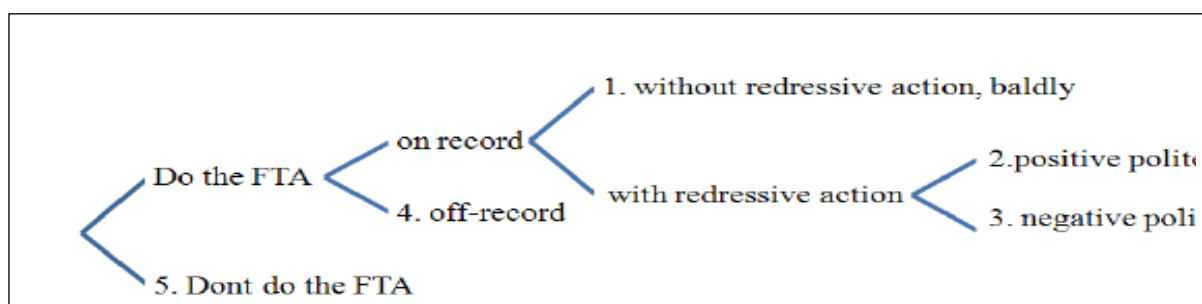 1. without redressive action, baldly
on record
2.positive polite
Do the FTA
with redressive action
4. off-record
3. negative poli
5. Dont do the FTA